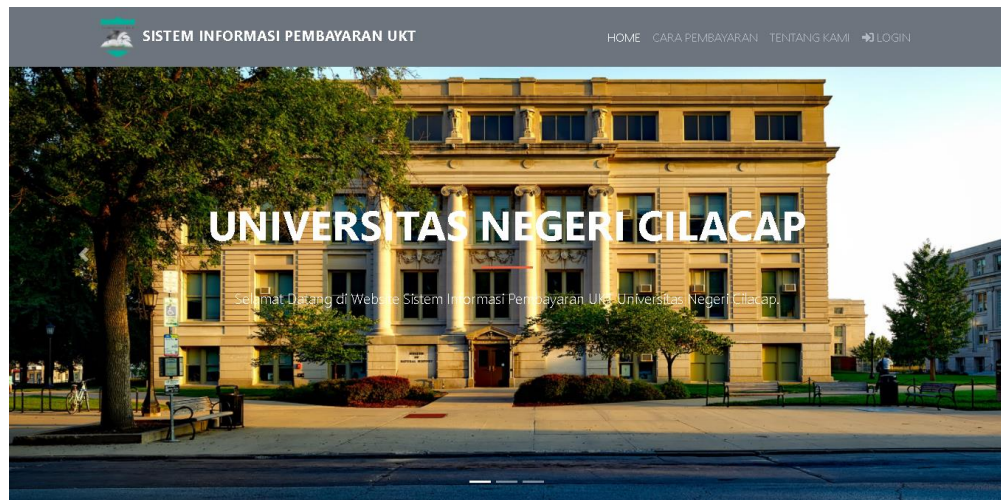 SISTEM INFORMASI PEMBAYARAN UKT
HOME CARA PEMBAYARAN TENTANG KAMI LOGIN
UNIVERSITAS NEGERI CILACAP
Selamat Datang di Website Sistem Informasi Pembayaran UKT Universitas Negeri Cilacap.